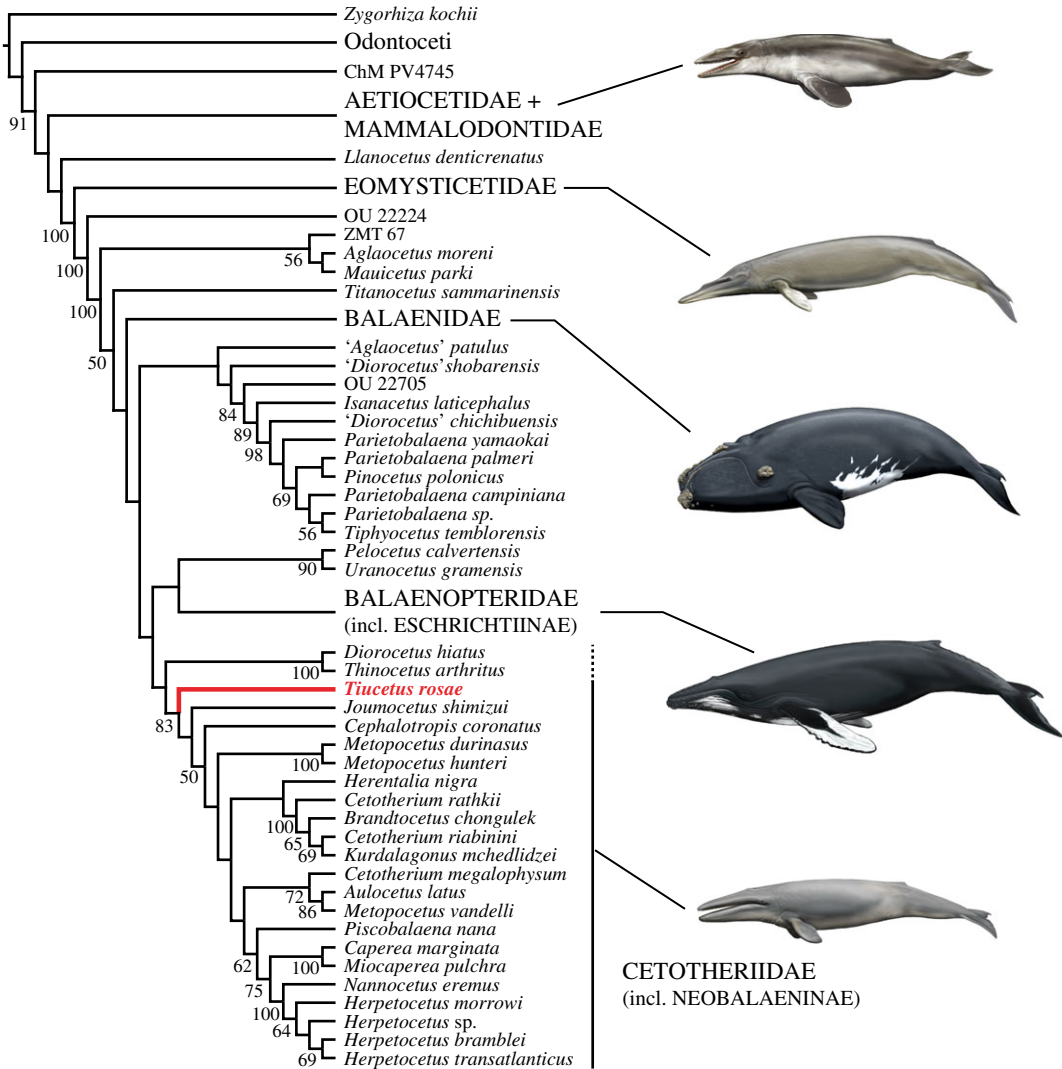 Zygorhiza kochii
Odontoceti
ChM PV4745
91
AETIOCETIDAE +
MAMMALODONTIDAE
Llanocetus denticrenatus
EOMYSTICETIDAE
100
OU 22224
ZMT 67
100
56
Aglaocetus moreni
Mauicetus parki
100
Titanocetus sammarinensis
BALAENIDAE
50
‘Aglaocetus’ patulus
‘Diorocetus’ shobarensis
OU 22705
84
Isanacetus laticephalus
89
‘Diorocetus’ chichibuensis
98
Parietobalaena yamaokai
Parietobalaena palmeri
Pinocetus polonicus
69
Parietobalaena campiniana
Parietobalaena sp.
56
Tiphyocetus temblorensis
Pelocetus calvertensis
90
Uranocetus gramensis
BALAENOPTERIDAE
(incl. ESCHRICHTIINAE)
Diorocetus hiatus
100
Thinocetus arthritus
Tiucetus rosae
83
Joumocetus shimizui
Cephalotropis coronatus
50
Metopocetus durinasus
100
Metopocetus hunteri
Herentalia nigra
Cetotherium rathkii
100
Brandtocetus chongulek
65
Cetotherium riabinini
69
Kurdalagonus mchedlidzei
Cetotherium megalophysum
72
Aulocetus latus
86
Metopocetus vandelli
Piscobalaena nana
62
Caperea marginata
100
Miocaperea pulchra
75
Nannocetus eremus
100
Herpetocetus morrowi
64
Herpetocetus sp.
Herpetocetus bramblei
69
Herpetocetus transatlanticus
CETOTHERIIDAE
(incl. NEOBALAENINAE)